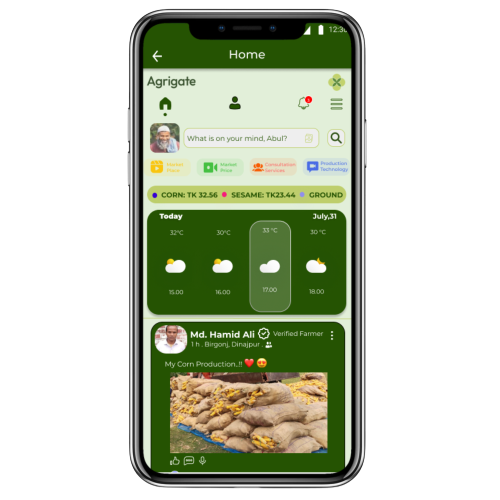 12:30
Home
Agrigate
What is on your mind, Abul?
Market
Place
Market
Price
Consultation
Services
Production
Technology
CORN: TK 32.56 SESAME: TK23.44 GROUND
Today July,31
32°C 30°C 33 °C 30 °C
15.00 16.00 17.00 18.00
Md. Hamid Ali Verified Farmer
1 h . Birgonj, Dinajpur .
My Corn Production..!! ❤️ 😍